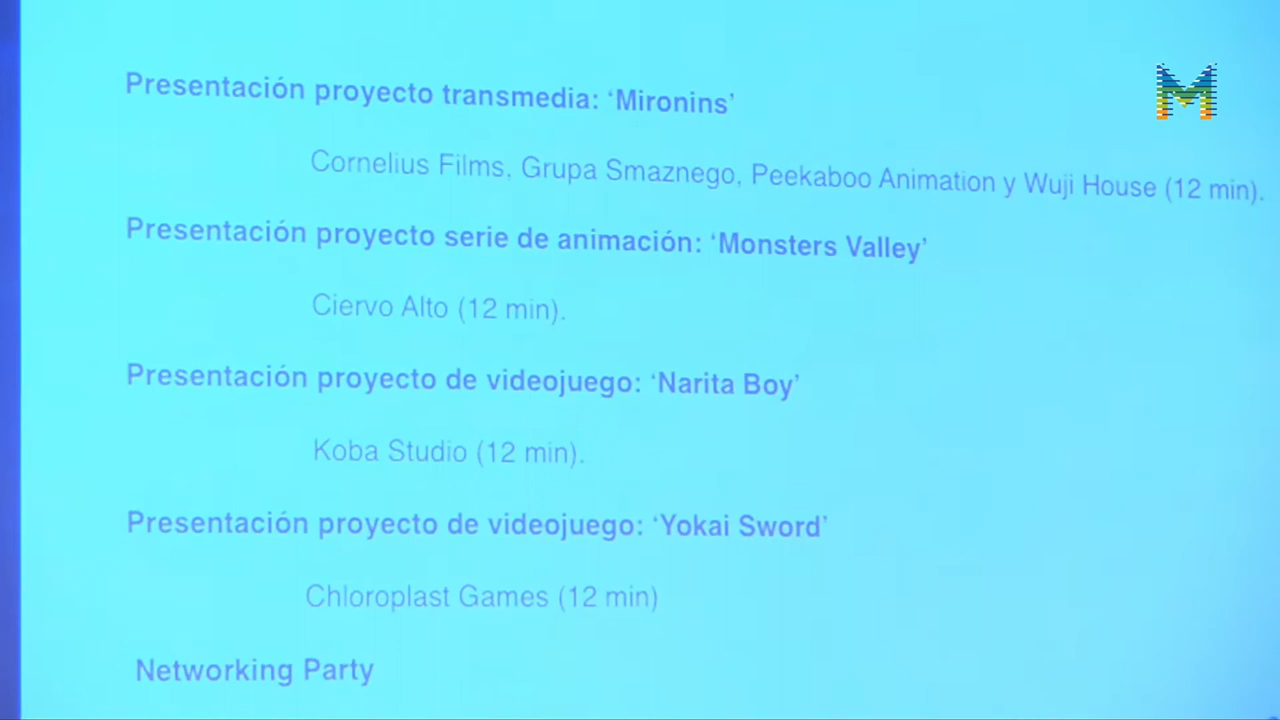 Presentación proyecto transmedia: ‘Mironins’
Cornelius Films, Grupa Smaznego, Peekaboo Animation y Wuji House (12 min).
Presentación proyecto serie de animación: ‘Monsters Valley’
Ciervo Alto (12 min).
Presentación proyecto de videojuego: ‘Narita Boy’
Koba Studio (12 min).
Presentación proyecto de videojuego: ‘Yokai Sword’
Chloroplast Games (12 min)
Networking Party
M